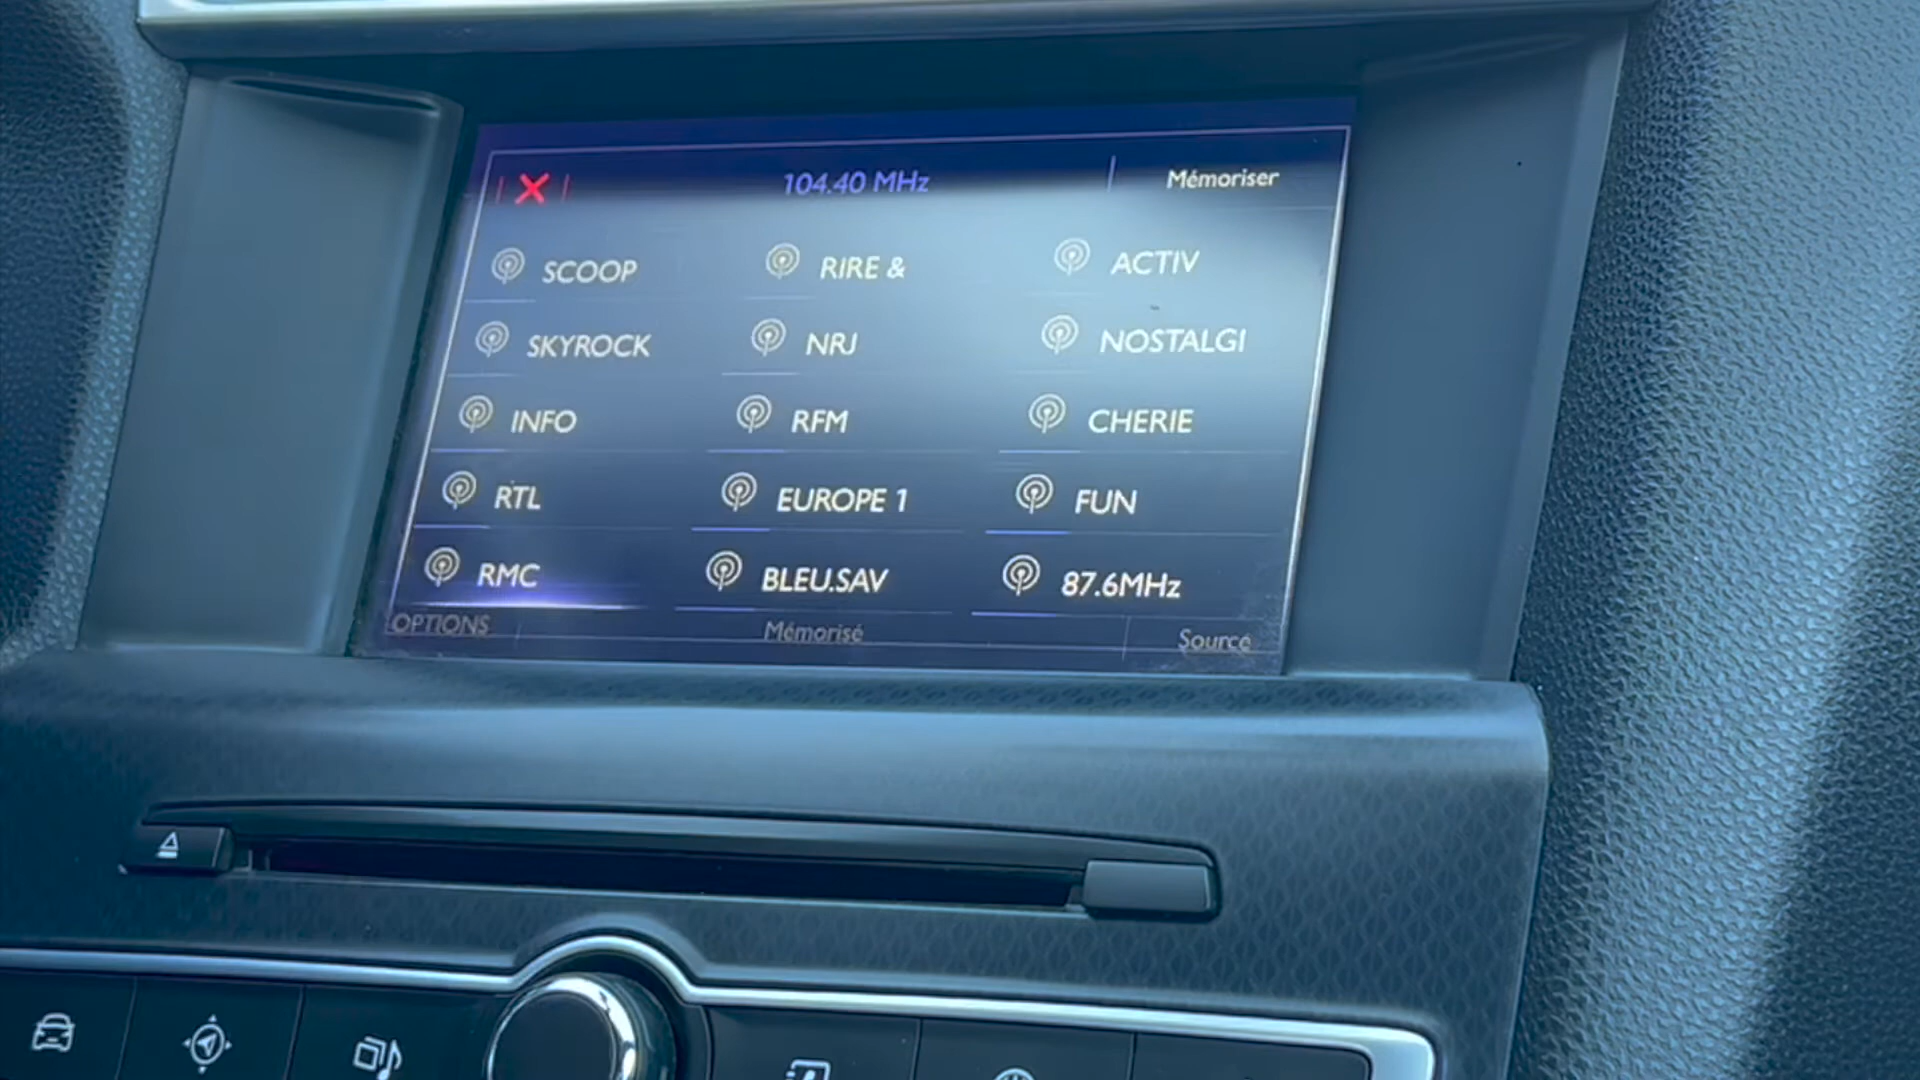 104.40 MHz Mémoriser
SCOOP RIRE & ACTIV
SKYROCK NRJ NOSTALGI
INFO RFM CHERIE
RTL EUROPE 1 FUN
RMC BLEU.SAV 87.6MHz
OPTIONS Mémorisé Source